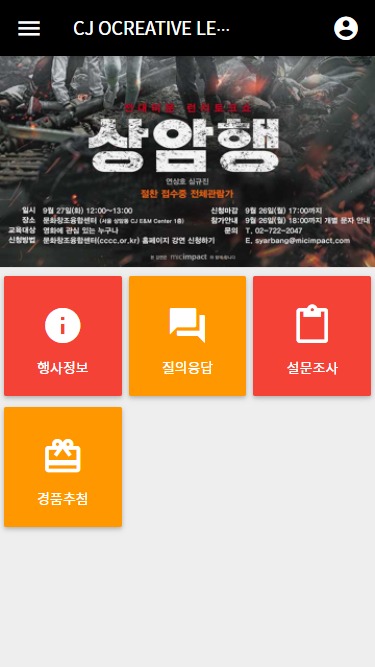 CJ OCREATIVE LE...
상암행
연상호 심규진
절찬 접수중 전체관람가
일시 9월 27일(화) 12:00~13:00
장소 문화창조융합센터 (서울 상암동 CJ E&M Center 1층)
교육대상 영화에 관심 있는 누구나
신청방법 문화창조융합센터(cccc.or.kr) 홈페이지 강연 신청하기
신청마감 9월 26일(월) 17:00까지
참가안내 9월 26일(월) 18:00까지 개별 문자 안내
문의 T. 02-722-2047
E. syarbang@micimpact.com
micimpact
행사정보
질의응답
설문조사
경품추첨